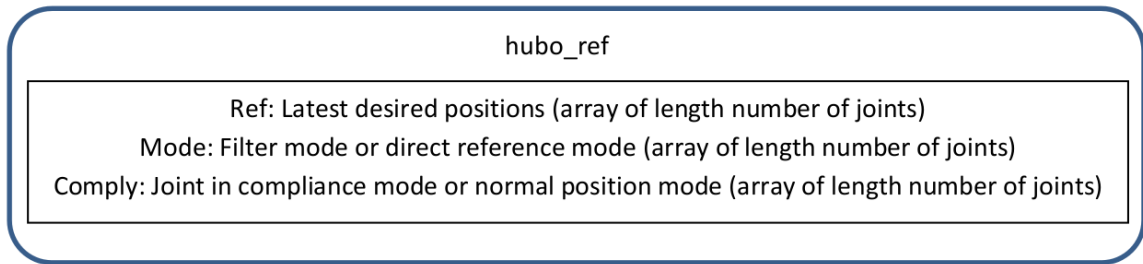 hubo_ref
Ref: Latest desired positions (array of length number of joints)
Mode: Filter mode or direct reference mode (array of length number of joints)
Comply: Joint in compliance mode or normal position mode (array of length number of joints)